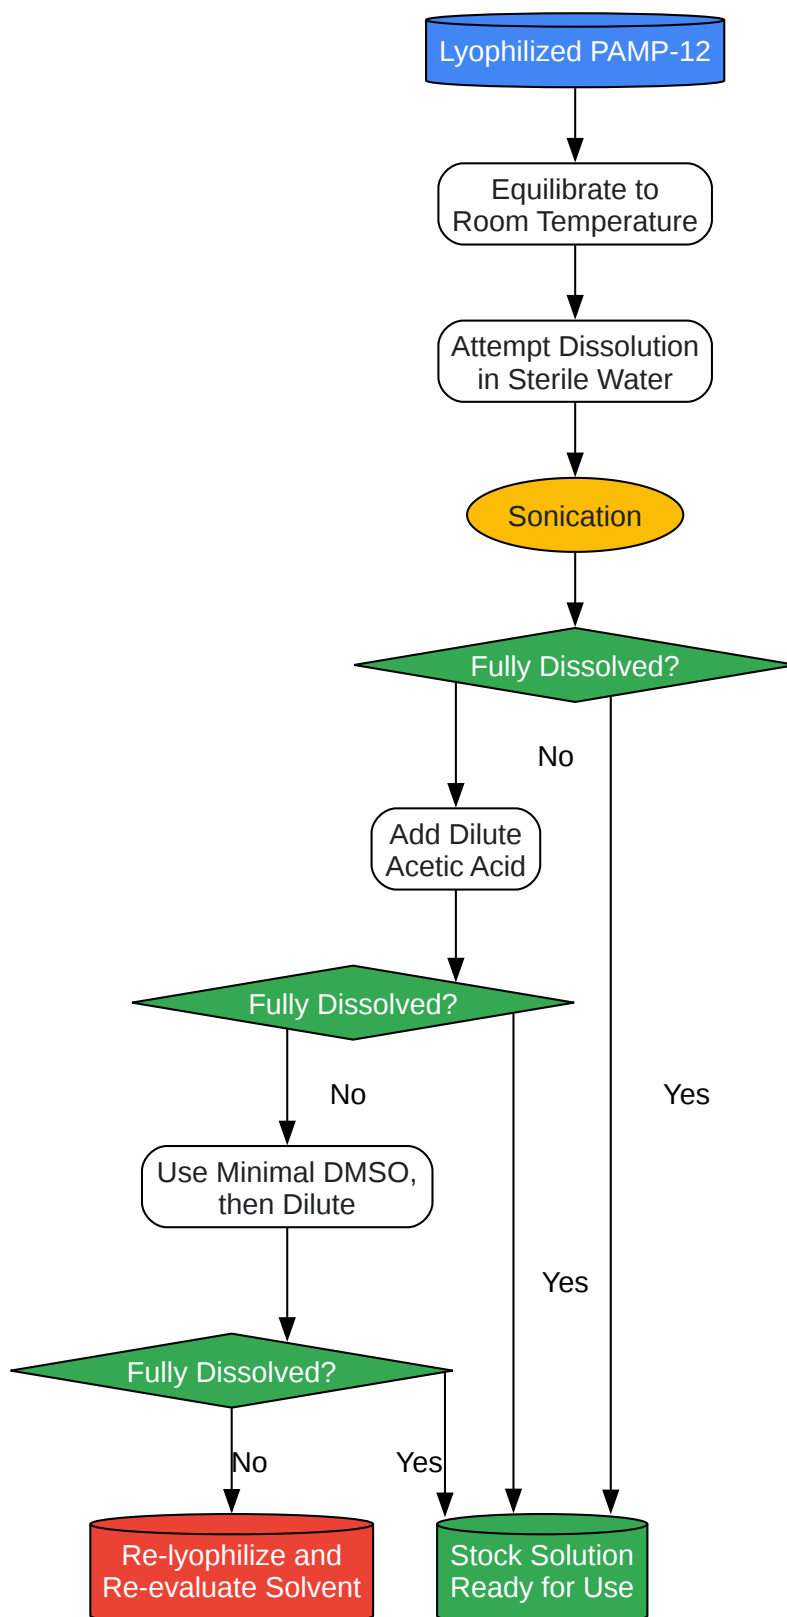 Lyophilized PAMP-12
Equilibrate to
Room Temperature
Attempt Dissolution
in Sterile Water
Sonication
Fully Dissolved?
No
Add Dilute
Acetic Acid
Fully Dissolved?
No
Yes
Use Minimal DMSO,
then Dilute
Yes
Fully Dissolved?
No
Yes
Re-lyophilize and
Re-evaluate Solvent
Stock Solution
Ready for Use